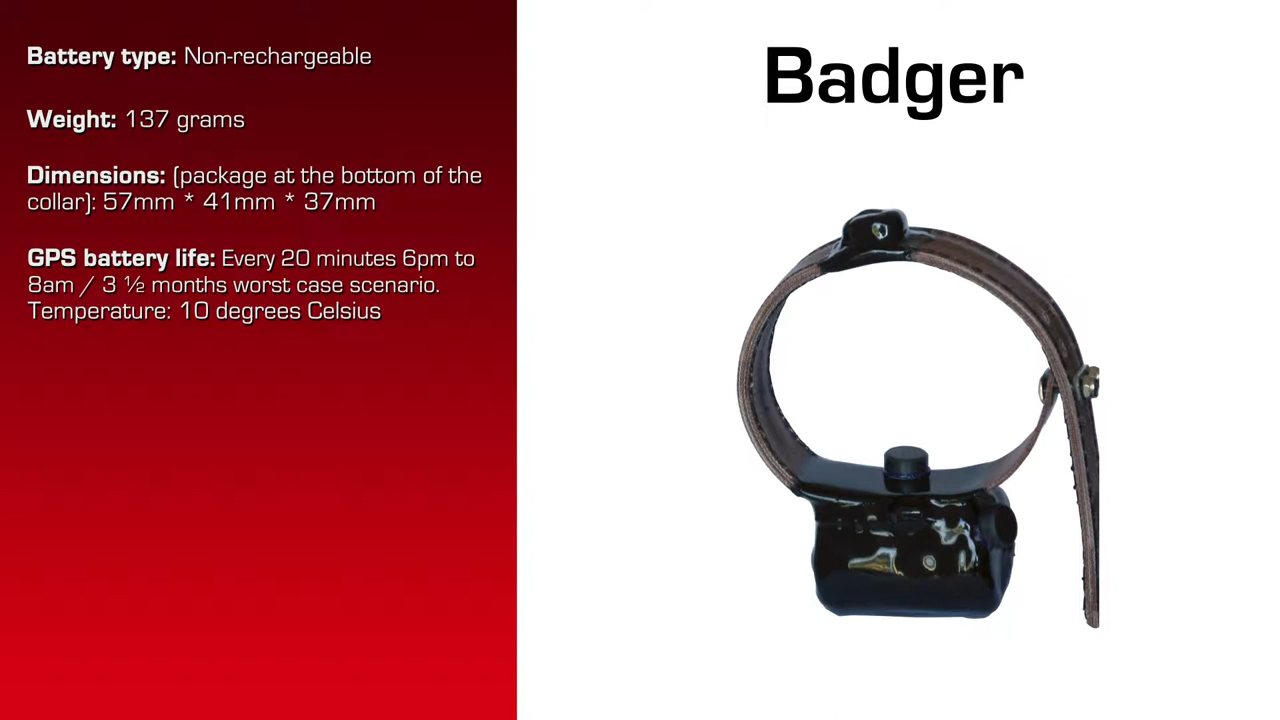 Battery type: Non-rechargeable
Weight: 137 grams
Dimensions: (package at the bottom of the
collar): 57mm * 41mm * 37mm
GPS battery life: Every 20 minutes 6pm to
8am / 3 ½ months worst case scenario.
Temperature: 10 degrees Celsius
Badger